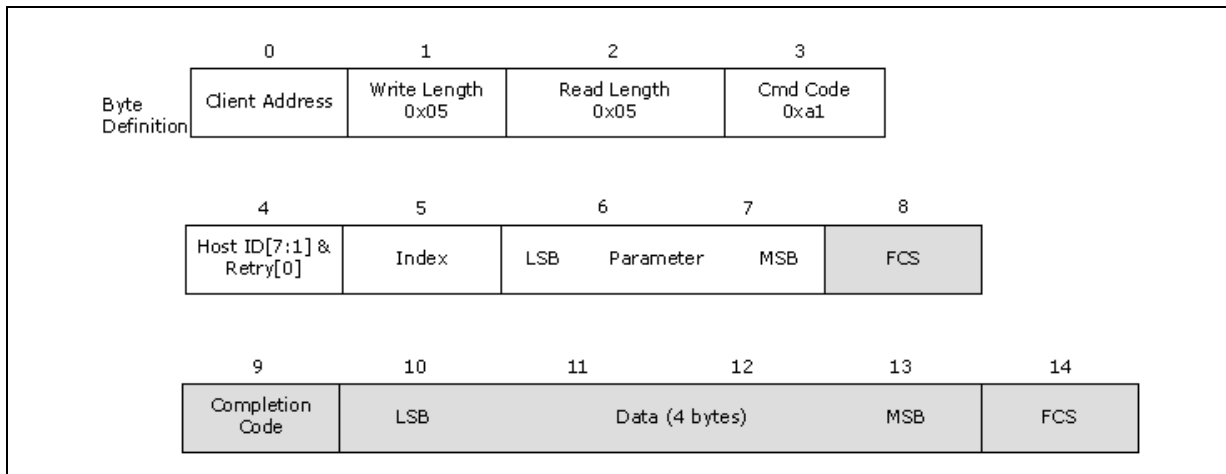 0 1 2 3
Byte
Definition
Client Address
Write Length
0x05
Read Length
0x05
Cmd Code
0xa1
4 5 6 7 8
Host ID[7:1] &
Retry[0]
Index
LSB Parameter MSB
FCS
9 10 11 12 13 14
Completion
Code
LSB Data (4 bytes) MSB
FCS